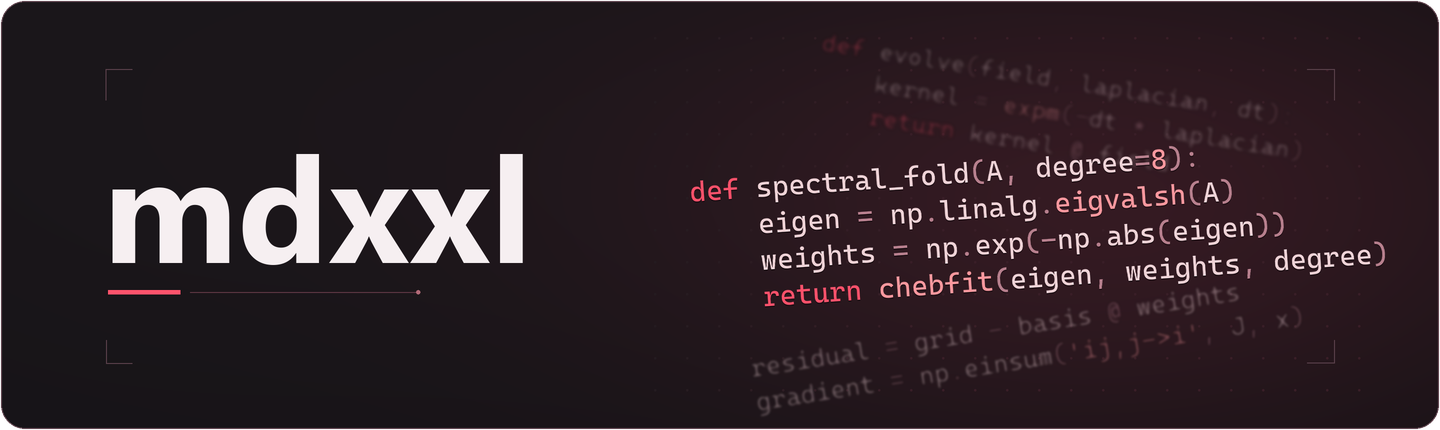 mdxxl
def evolve(field, laplacian, dt)
kernel = expm(-dt * laplacian)
return kernel @
def spectral_fold(A, degree=8):
eigen = np.linalg.eigvalsh(A)
weights = np.exp(-np.abs(eigen))
return chebfit(eigen, weights, degree)
residual = grid - basis @ weights
gradient = np.einsum('ij,j->i', J, x)